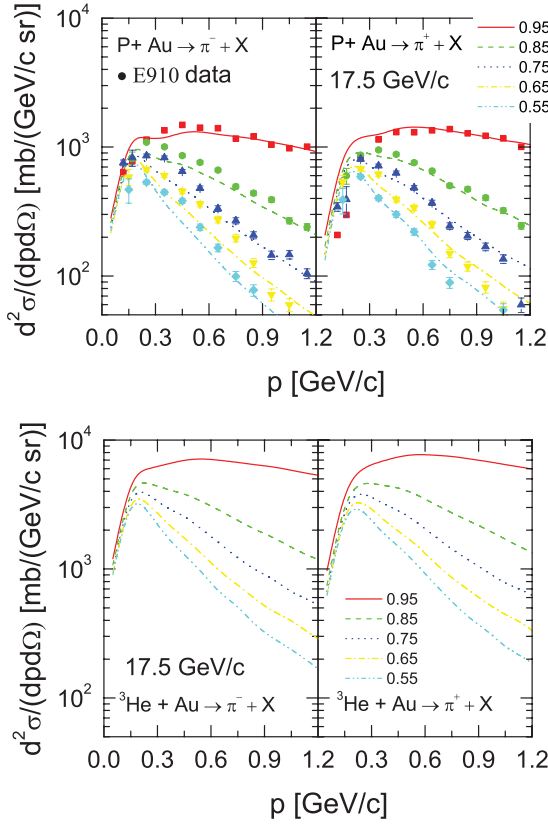 P+ Au → π⁻ + X
● E910 data
P+ Au → π⁺ + X
17.5 GeV/c
0.95
0.85
0.75
0.65
0.55
d²σ/(dpdΩ) [mb/(GeV/c sr)]
10⁴
10³
10²
0.0 0.3 0.6 0.9 0.0 0.3 0.6 0.9 1.2
p [GeV/c]
d²σ/(dpdΩ) [mb/(GeV/c sr)]
10⁴
10³
10²
17.5 GeV/c
³He + Au → π⁻ + X
0.95
0.85
0.75
0.65
0.55
³He + Au → π⁺ + X
0.0 0.3 0.6 0.9 1.2 0.3 0.6 0.9 1.2
p [GeV/c]